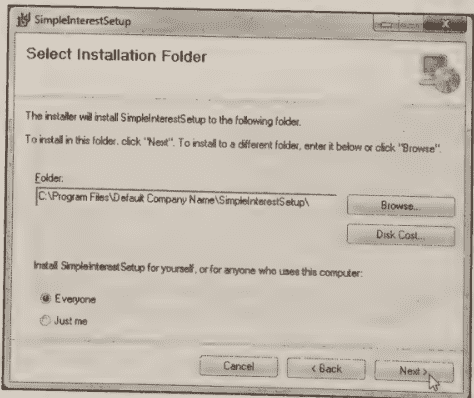 SimpleInterestSetup
Select Installation Folder
The installer will install SimpleInterestSetup to the following folder.
To install in this folder, click "Next". To install to a different folder, enter it below or click "Browse".
Folder:
C:\Program Files\Default Company Name\SimpleInterestSetup\
Browse...
Disk Cost...
Install SimpleInterestSetup for yourself, or for anyone who uses this computer:
Everyone
Just me
Cancel
< Back
Next >